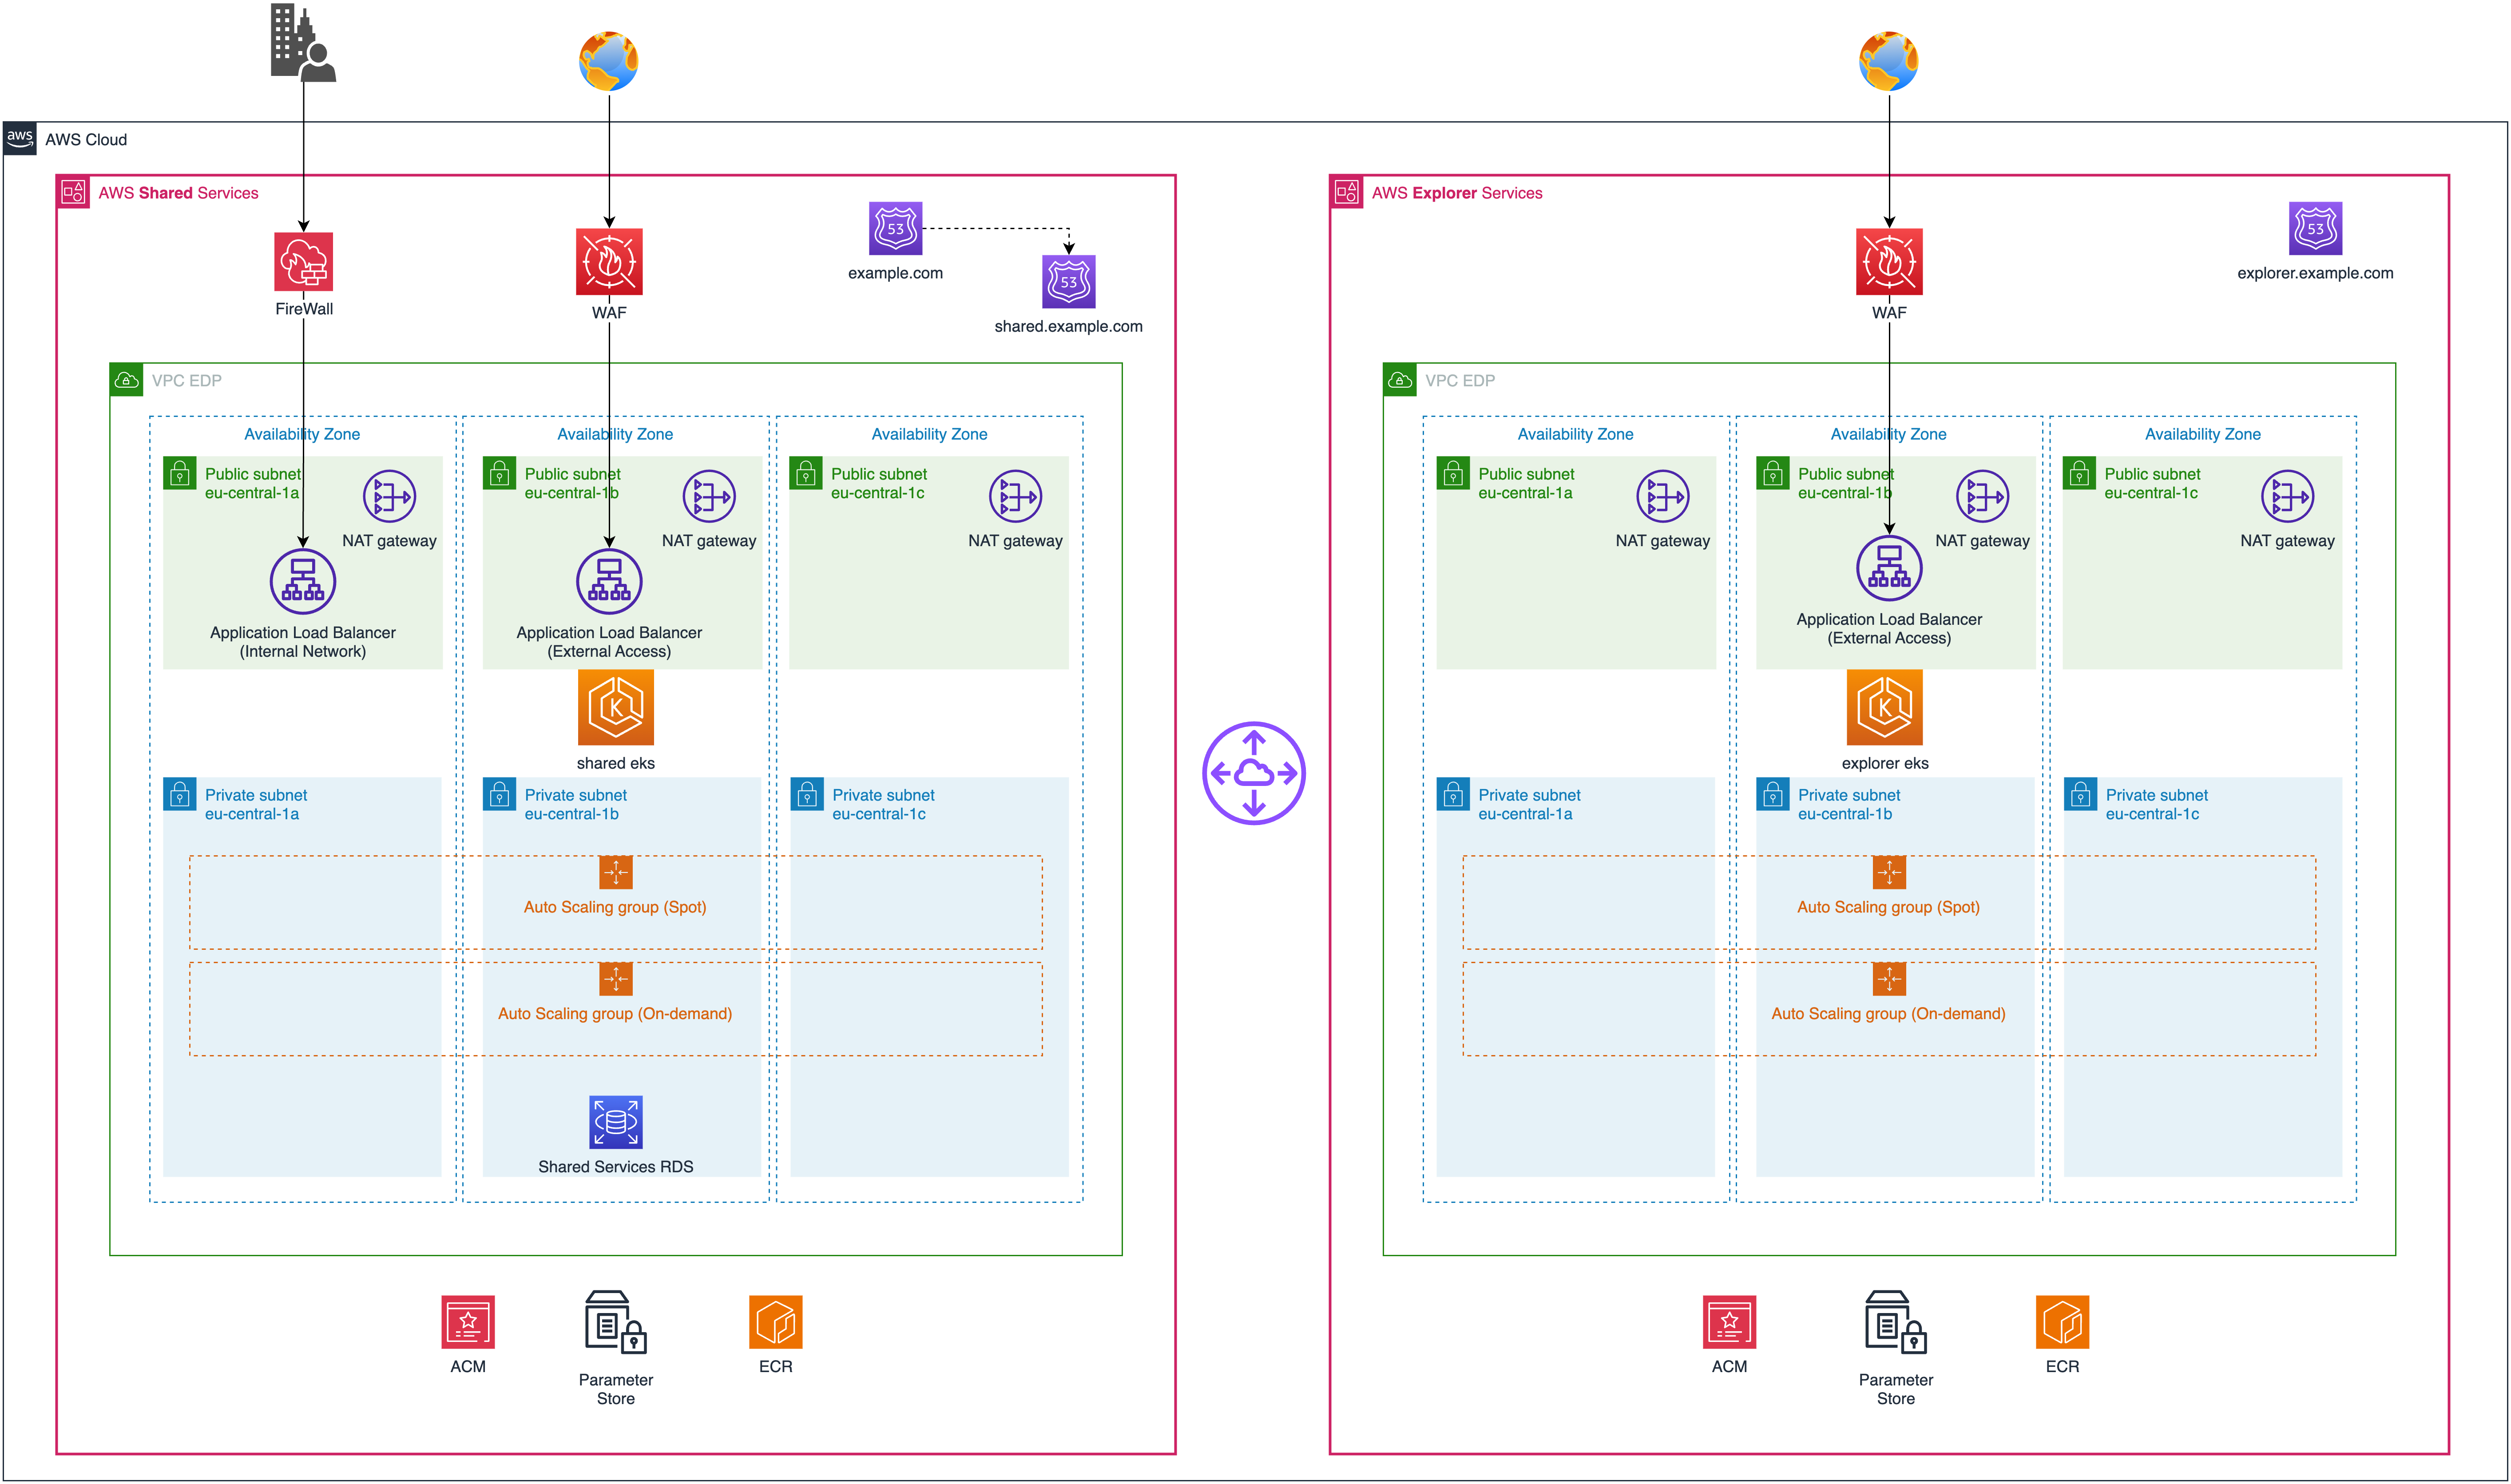 aws
AWS Cloud
AWS Shared Services
FireWall
WAF
53
example.com
53
shared.example.com
VPC EDP
Availability Zone
Availability Zone
Availability Zone
Public subnet
eu-central-1a
NAT gateway
Application Load Balancer
(Internal Network)
Public subnet
eu-central-1b
NAT gateway
Application Load Balancer
(External Access)
Public subnet
eu-central-1c
NAT gateway
K
shared eks
Private subnet
eu-central-1a
Private subnet
eu-central-1b
Private subnet
eu-central-1c
Auto Scaling group (Spot)
Auto Scaling group (On-demand)
Shared Services RDS
ACM
Parameter
Store
ECR
AWS Explorer Services
WAF
53
explorer.example.com
VPC EDP
Availability Zone
Availability Zone
Availability Zone
Public subnet
eu-central-1a
NAT gateway
Public subnet
eu-central-1b
NAT gateway
Application Load Balancer
(External Access)
Public subnet
eu-central-1c
NAT gateway
K
explorer eks
Private subnet
eu-central-1a
Private subnet
eu-central-1b
Private subnet
eu-central-1c
Auto Scaling group (Spot)
Auto Scaling group (On-demand)
ACM
Parameter
Store
ECR